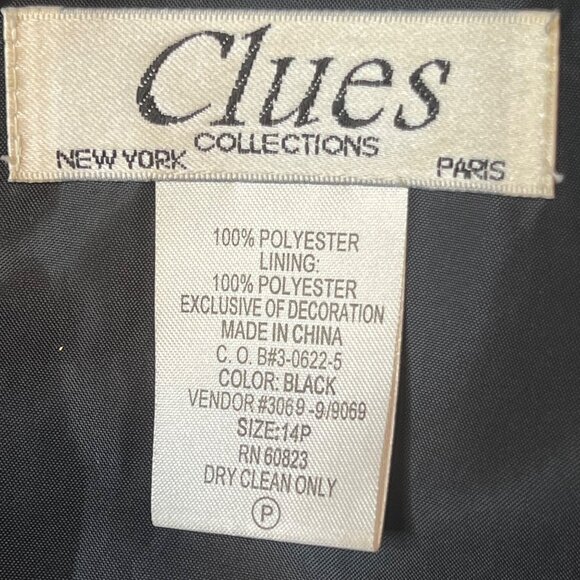 Clues
COLLECTIONS
NEW YORK PARIS
100% POLYESTER
LINING:
100% POLYESTER
EXCLUSIVE OF DECORATION
MADE IN CHINA
C. O. B#3-0622-5
COLOR: BLACK
VENDOR #3069 -9/9069
SIZE:14P
RN 60823
DRY CLEAN ONLY
P